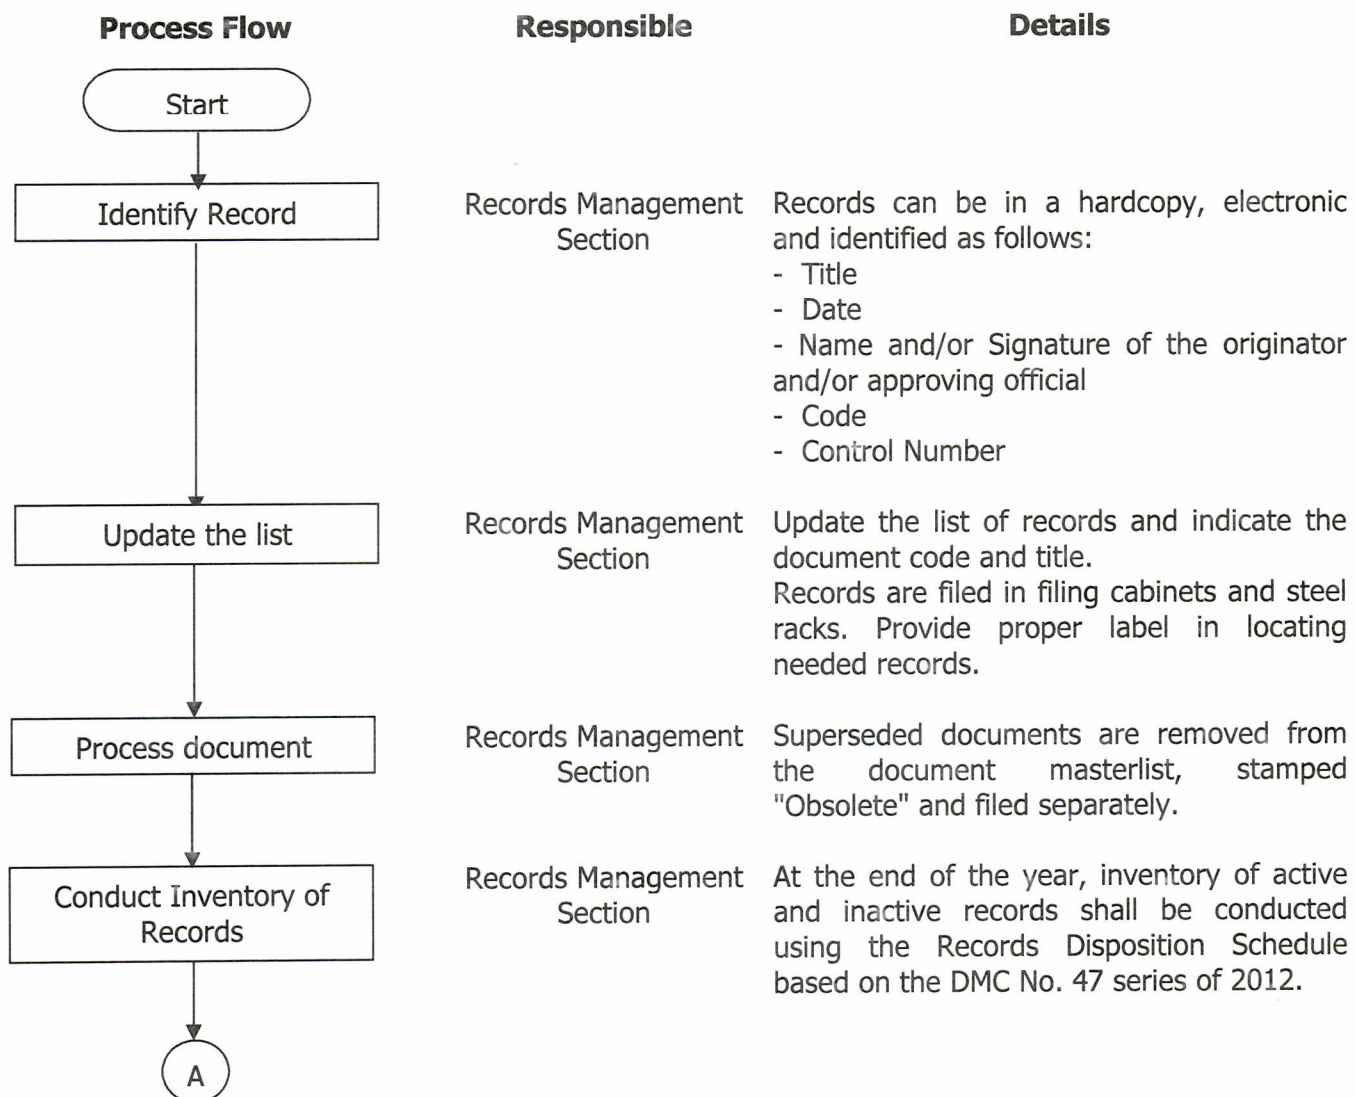 Process Flow Responsible Details
Start
Identify Record
Records Management
Section
Records can be in a hardcopy, electronic
and identified as follows:
- Title
- Date
- Name and/or Signature of the originator
and/or approving official
- Code
- Control Number
Update the list
Records Management
Section
Update the list of records and indicate the
document code and title.
Records are filed in filing cabinets and steel
racks. Provide proper label in locating
needed records.
Process document
Records Management
Section
Superseded documents are removed from
the document masterlist, stamped
"Obsolete" and filed separately.
Conduct Inventory of
Records
Records Management
Section
At the end of the year, inventory of active
and inactive records shall be conducted
using the Records Disposition Schedule
based on the DMC No. 47 series of 2012.
A